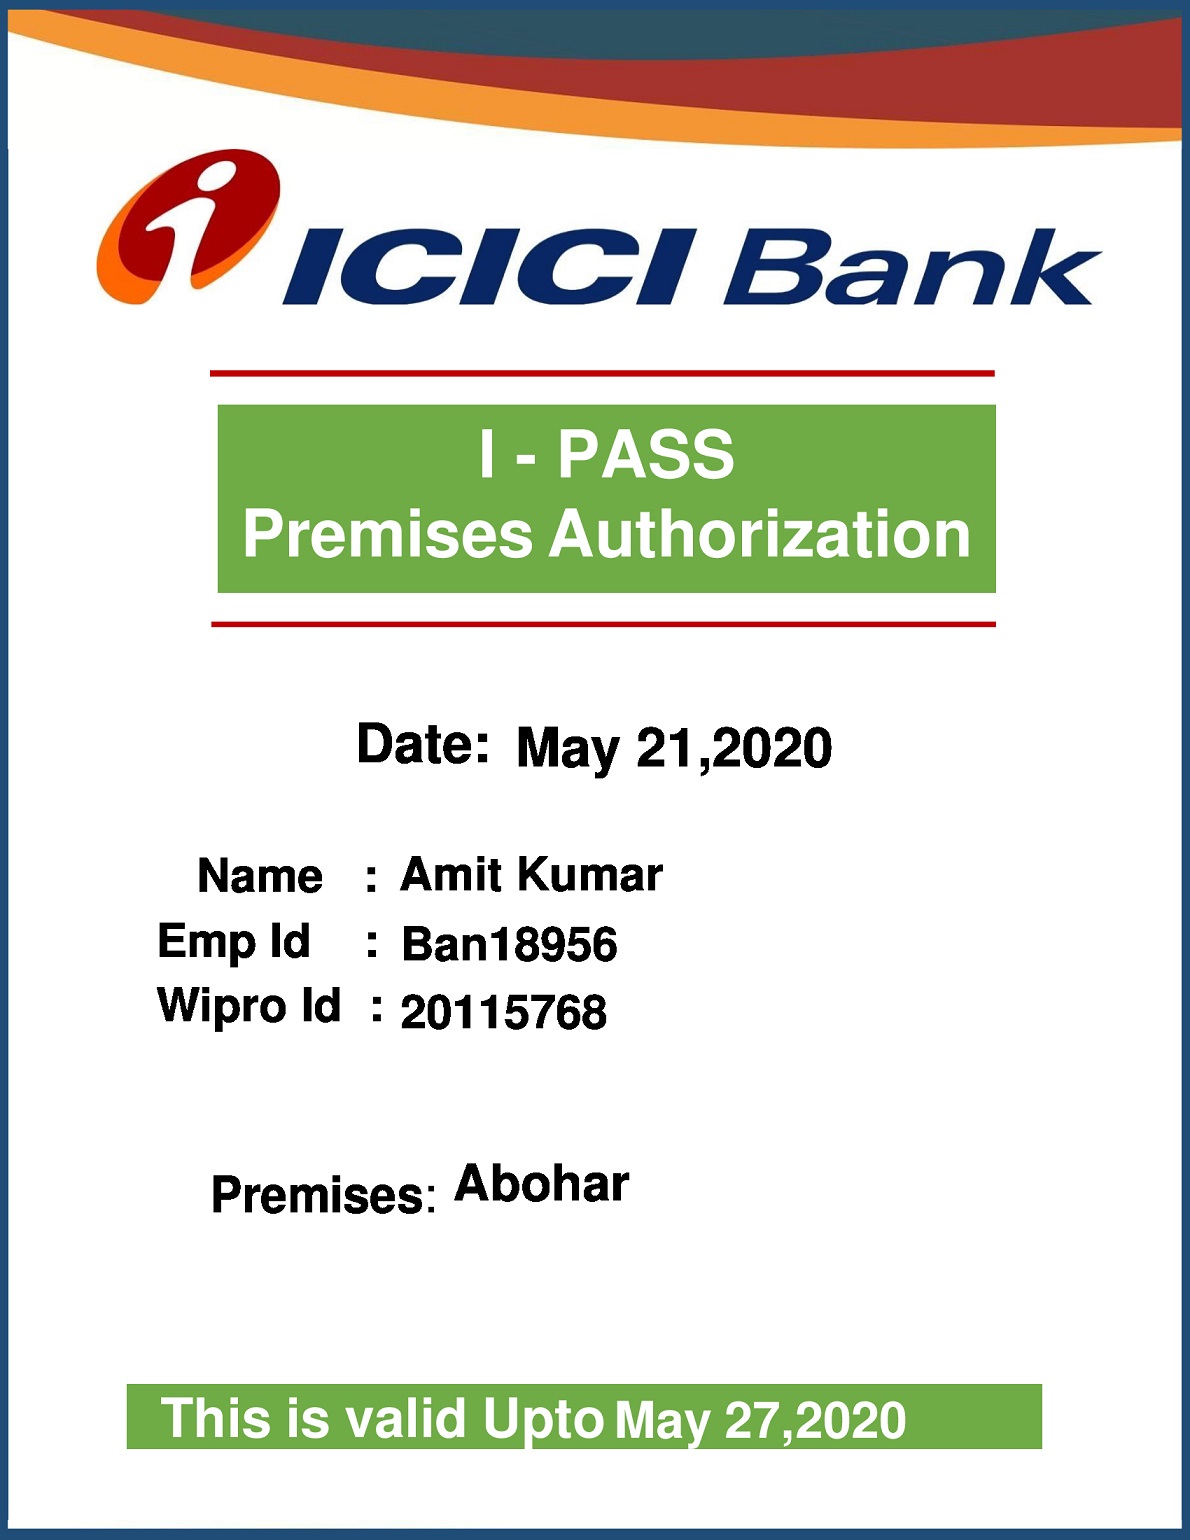 ICICI Bank
I - PASS
Premises Authorization
Date: May 21,2020
Name : Amit Kumar
Emp Id : Ban18956
Wipro Id : 20115768
Premises: Abohar
This is valid Upto May 27,2020